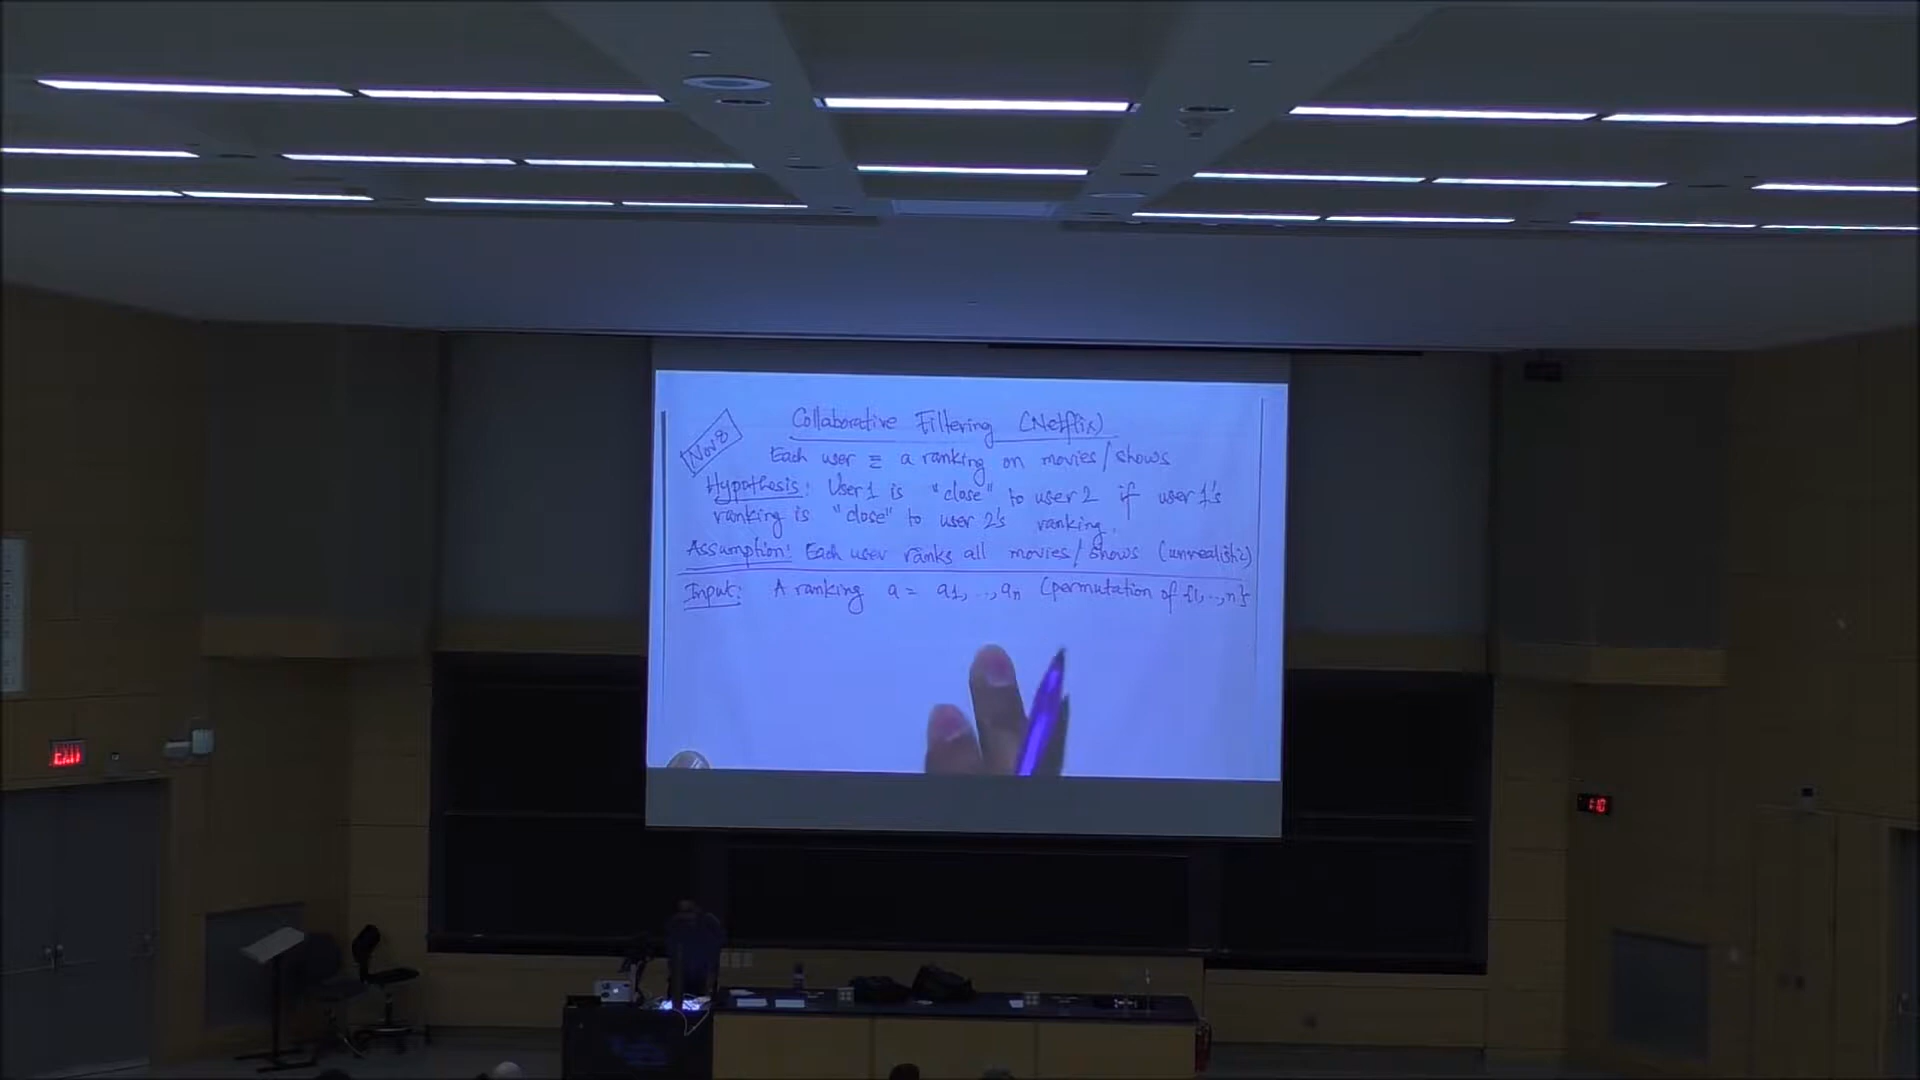 Collaborative Filtering (Netflix)
Nov 8
Each user ≡ a ranking on movies/shows
Hypothesis: User 1 is "close" to user 2 if user 1's
ranking is "close" to user 2's ranking.
Assumption: Each user ranks all movies/shows (unrealistic)
Input: A ranking a = a1, .., an (permutation of {1,..,n}
EXIT
1:10